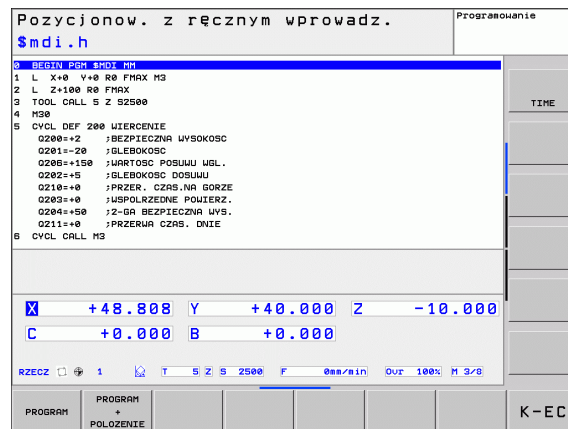 Pozycjonow. z ręcznym wprowadz.
$mdi.h
Programowanie
0 BEGIN PGM $MDI MM
1 L X+0 Y+0 R0 FMAX M3
2 L Z+100 R0 FMAX
3 TOOL CALL 5 Z S2500
4 M30
5 CYCL DEF 200 WIERCENIE
Q200=+2 ;BEZPIECZNA WYSOKOSC
Q201=-20 ;GLEBOKOSC
Q206=+150 ;WARTOSC POSUWU WGL.
Q202=+5 ;GLEBOKOSC DOSUWU
Q210=+0 ;PRZER. CZAS.NA GORZE
Q203=+0 ;WSPOLRZEDNE POWIERZ.
Q204=+50 ;2-GA BEZPIECZNA WYS.
Q211=+0 ;PRZERWA CZAS. DNIE
6 CYCL CALL M3
X +48.808 Y +40.000 Z -10.000
C +0.000 B +0.000
RZECZ 1 T 5 Z S 2500 F 0mm/min Ovr 100% M 3/8
TIME
PROGRAM
PROGRAM
+
POLOZENIE
K-EC